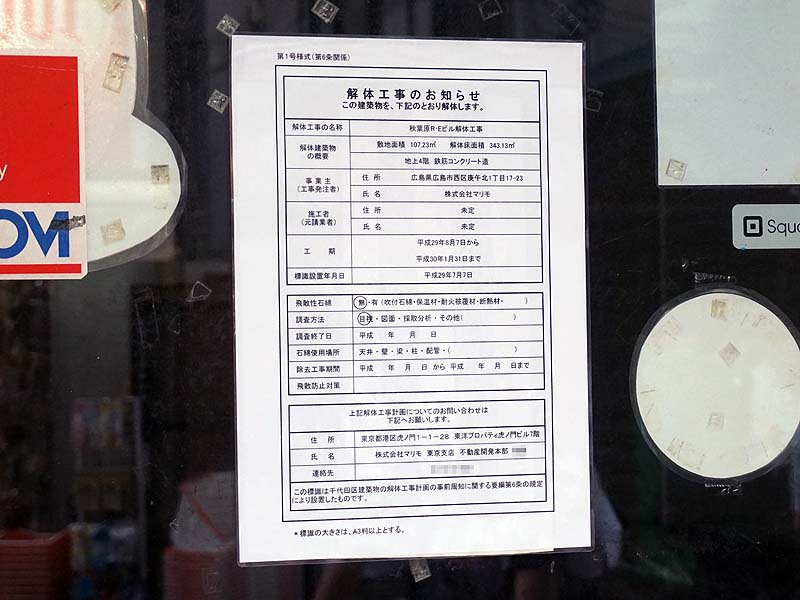 第1号様式(第6条関係)
解体工事のお知らせ
この建築物を、下記のとおり解体します。
解体工事の名称 秋葉原R・Eビル解体工事
解体建築物の概要 敷地面積 107.23㎡ 解体床面積 343.13㎡
地上4階 鉄筋コンクリート造
事業主(工事発注者) 住所 広島県広島市西区庚午北1丁目17-23
氏名 株式会社マリモ
施工者(元請業者) 住所 未定
氏名 未定
工期 平成29年8月7日から
平成30年1月31日まで
標識設置年月日 平成29年7月7日
飛散性石綿 無・有(吹付石綿・保温材・耐火被覆材・断熱材・ )
調査方法 目視・図面・採取分析・その他( )
調査終了日 平成 年 月 日
石綿使用場所 天井・壁・梁・柱・配管・( )
除去工事期間 平成 年 月 日 から 平成 年 月 日まで
飛散防止対策
上記解体工事計画についてのお問い合わせは
下記へお願いします。
住所 東京都港区虎ノ門1-1-28 東洋プロパティ虎ノ門ビル7階
氏名 株式会社マリモ 東京支店 不動産開発本部
連絡先
この標識は千代田区建築物の解体工事計画の事前周知に関する要綱第6条の規定
により設置したものです。
*標識の大きさは、A3判以上とする。
y
OM
Squa